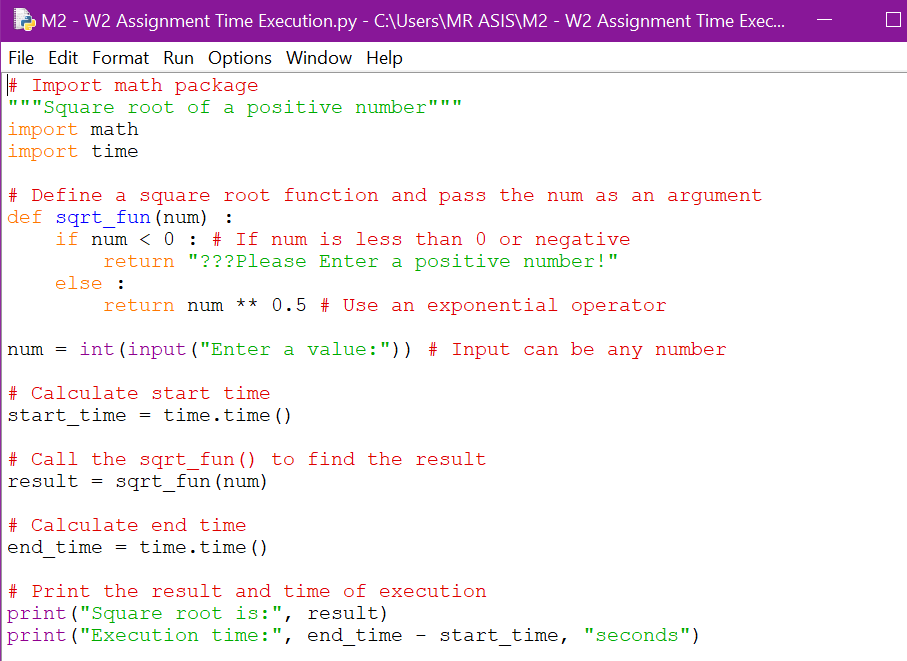 M2 - W2 Assignment Time Execution.py - C:\Users\MR ASIS\M2 - W2 Assignment Time Exec...
File Edit Format Run Options Window Help
# Import math package
"""Square root of a positive number"""
import math
import time

# Define a square root function and pass the num as an argument
def sqrt_fun(num) :
    if num < 0 : # If num is less than 0 or negative
        return "???Please Enter a positive number!"
    else :
        return num ** 0.5 # Use an exponential operator

num = int(input("Enter a value:")) # Input can be any number

# Calculate start time
start_time = time.time()

# Call the sqrt_fun() to find the result
result = sqrt_fun(num)

# Calculate end time
end_time = time.time()

# Print the result and time of execution
print("Square root is:", result)
print("Execution time:", end_time - start_time, "seconds")